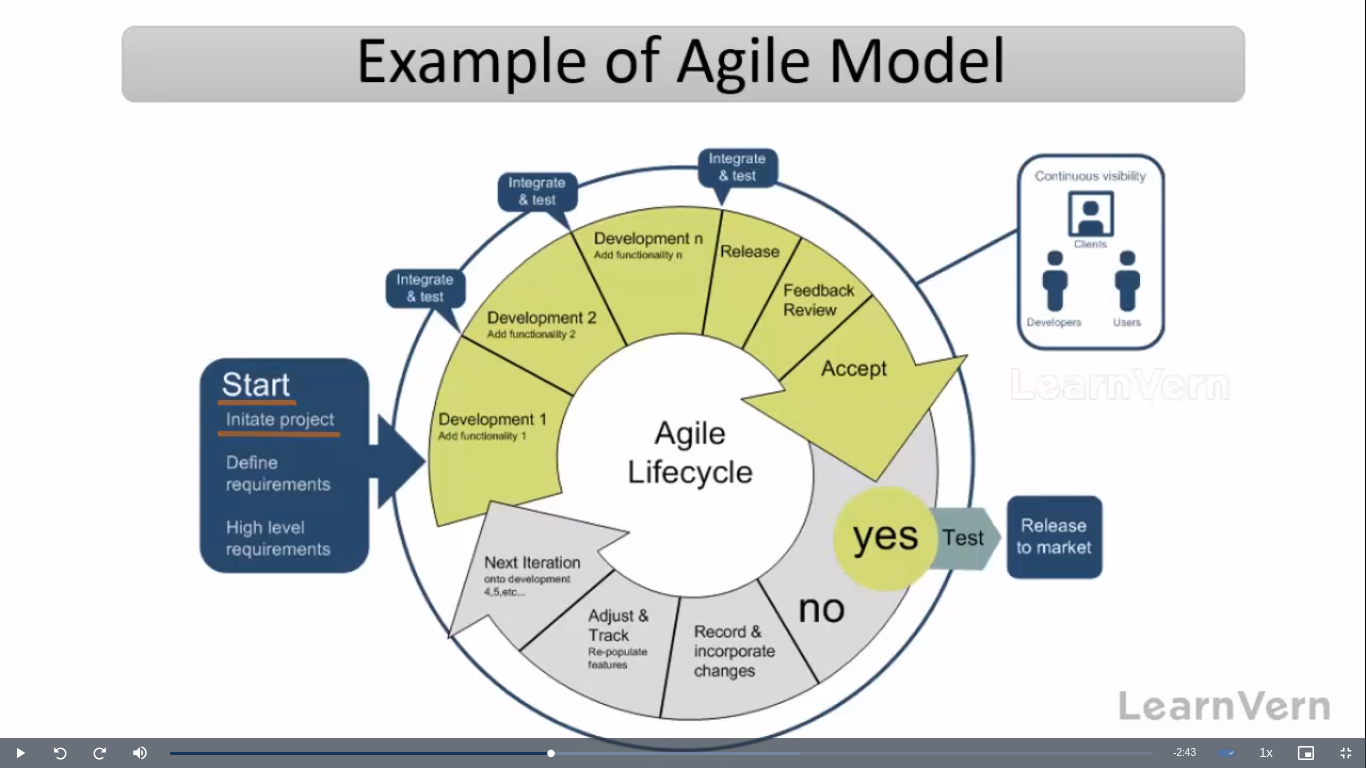 Example of Agile Model
Integrate
& test
Integrate
& test
Integrate
& test
Continuous visibility
Clients
Developers
Users
Development n
Add functionality n
Release
Feedback
Review
Development 2
Add functionality 2
Accept
Start
Initate project
Define
requirements
High level
requirements
Development 1
Add functionality 1
Agile
Lifecycle
LearnVern
yes
Test
Release
to market
no
Next Iteration
onto development
4,5,etc...
Adjust &
Track
Re-populate
features
Record &
incorporate
changes
LearnVern
-2:43
1x